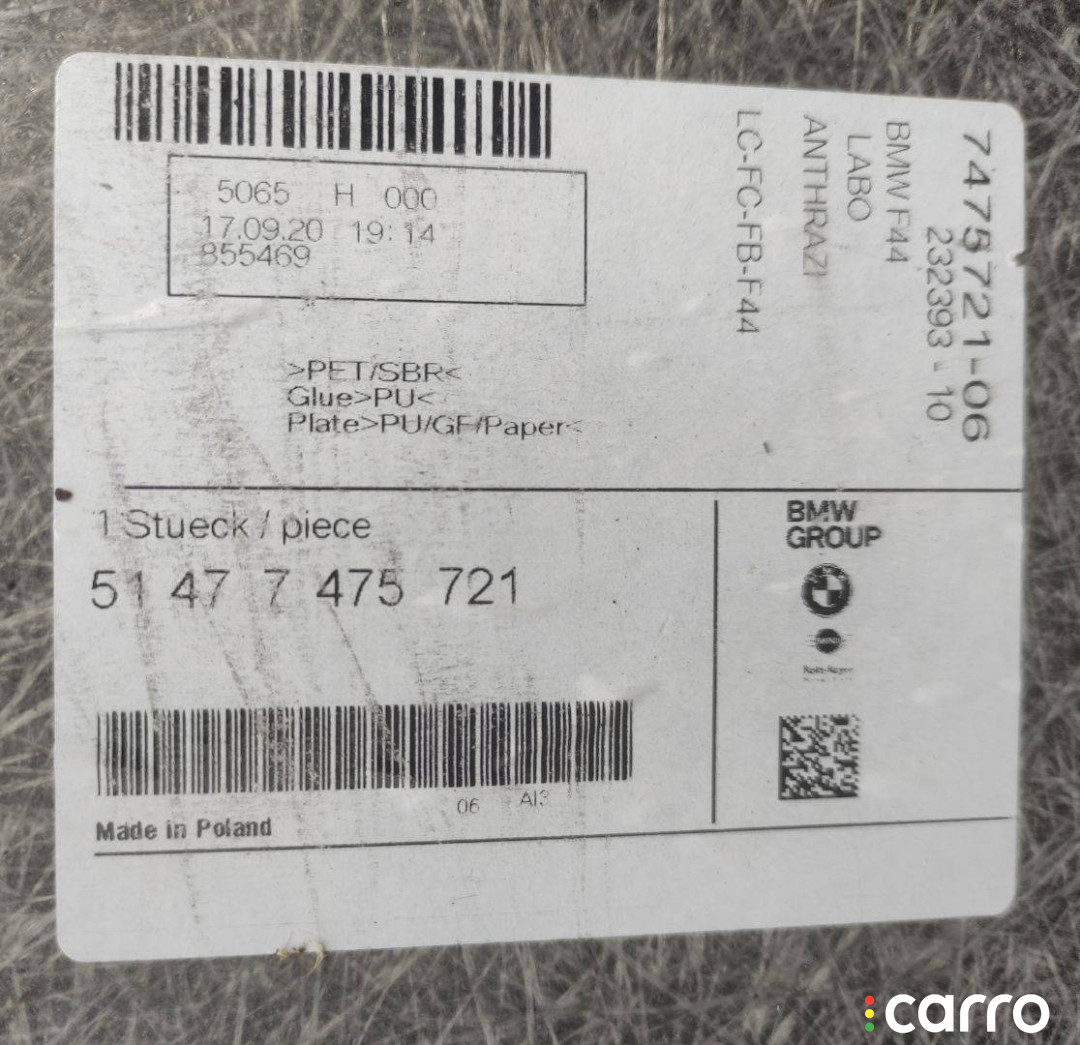 5065 H 000
17.09.20 19:14
855469
>PET/SBR<
Glue>PU<
Plate>PU/GF/Paper<
7475721-06
232393 - 10
BMW F44
LABO
ANTHRAZI
LC-FC-FB-F44
1 Stueck / piece
51 47 7 475 721
BMW
GROUP
06 AI3
Made in Poland
carro